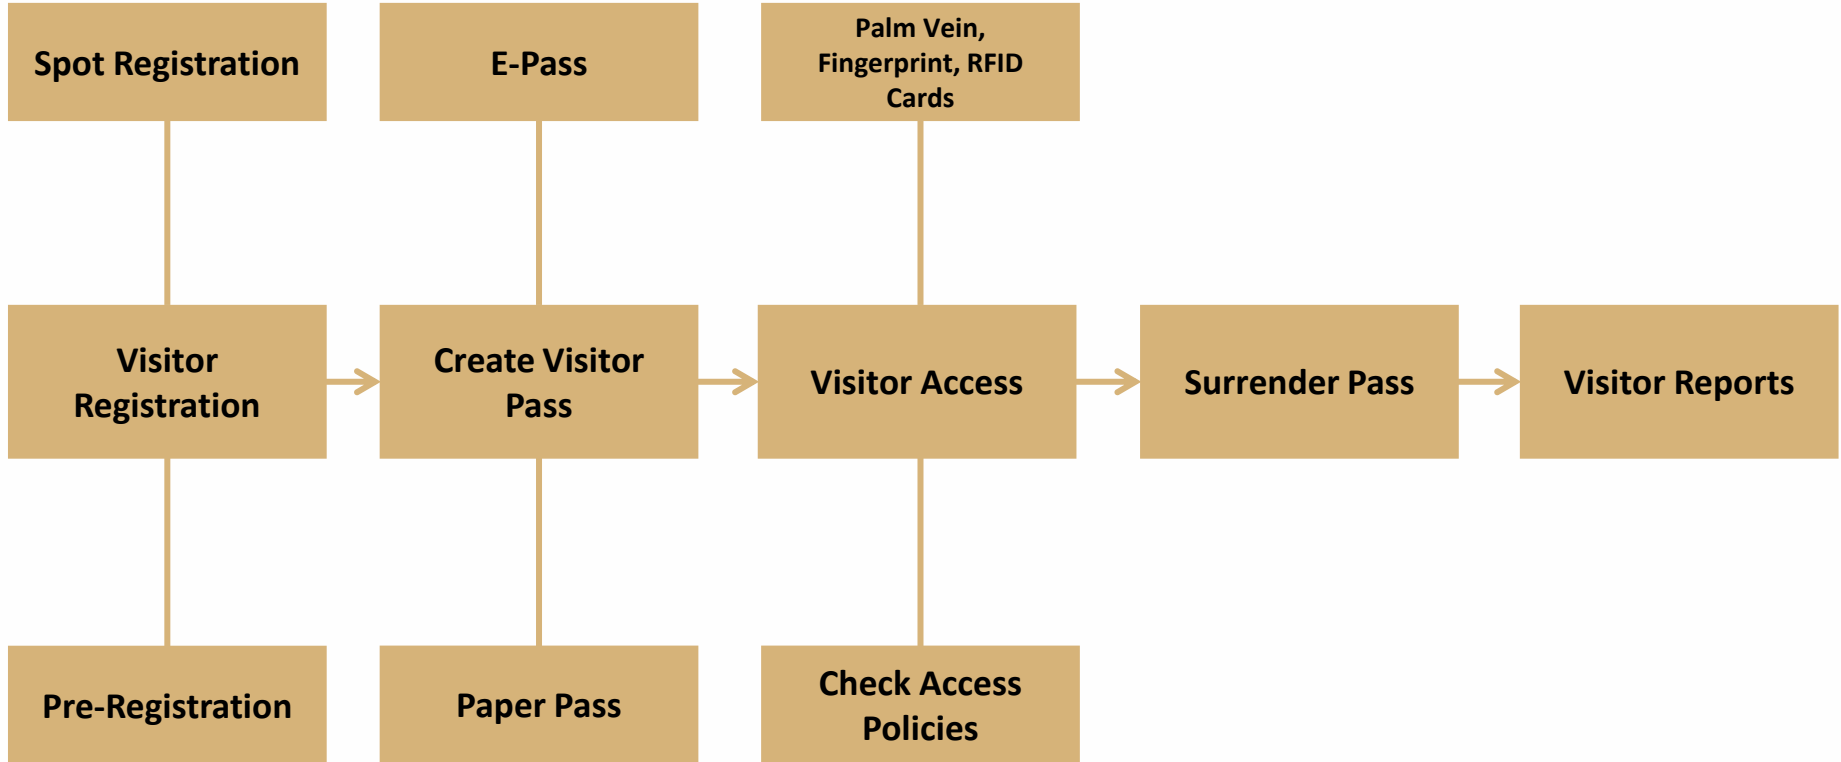 Spot Registration
E-Pass
Palm Vein,
Fingerprint, RFID
Cards
Visitor
Registration
Create Visitor
Pass
Visitor Access
Surrender Pass
Visitor Reports
Pre-Registration
Paper Pass
Check Access
Policies